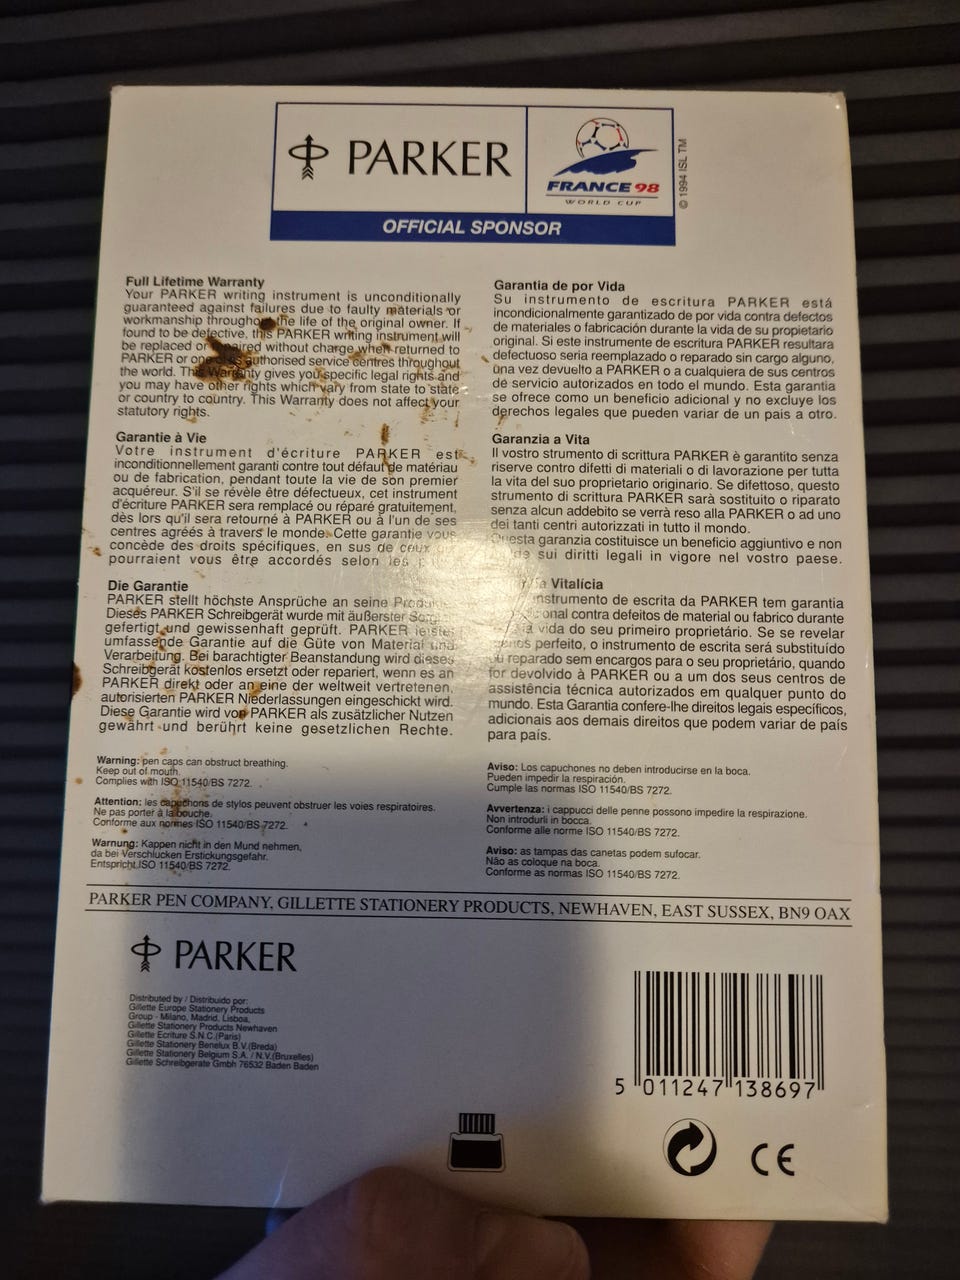 PARKER
FRANCE 98
WORLD CUP
© 1994 ISL TM
OFFICIAL SPONSOR
Full Lifetime Warranty
Your PARKER writing instrument is unconditionally
guaranteed against failures due to faulty materials or
workmanship throughout the life of the original owner. If
found to be defective, this PARKER writing instrument will
be replaced or repaired without charge when returned to
PARKER or one of its authorised service centres throughout
the world. This Warranty gives you specific legal rights and
you may have other rights which vary from state to state
or country to country. This Warranty does not affect your
statutory rights.
Garantie à Vie
Votre instrument d'écriture PARKER est
inconditionnellement garanti contre tout défaut de matériau
ou de fabrication, pendant toute la vie de son premier
acquéreur. S'il se révèle être défectueux, cet instrument
d'écriture PARKER sera remplacé ou réparé gratuitement,
dès lors qu'il sera retourné à PARKER ou à l'un de ses
centres agréés à travers le monde. Cette garantie vous
concède des droits spécifiques, en sus de ceux
pourraient vous être accordés selon les
Die Garantie
PARKER stellt höchste Ansprüche an seine Produkte.
Dieses PARKER Schreibgerät wurde mit äußerster
gefertigt und gewissenhaft geprüft. PARKER leistet
umfassende Garantie auf die Güte von Material und
Verarbeitung. Bei barachtigter Beanstandung wird dieses
Schreibgerät kostenlos ersetzt oder repariert, wenn es an
PARKER direkt oder an eine der weltweit vertretenen,
autorisierten PARKER Niederlassungen eingeschickt wird.
Diese Garantie wird von PARKER als zusätzlicher Nutzen
gewährt und berührt keine gesetzlichen Rechte.
Warning: pen caps can obstruct breathing.
Keep out of mouth.
Complies with ISO 11540/BS 7272.
Attention: les capuchons de stylos peuvent obstruer les voies respiratoires.
Ne pas porter à la bouche.
Conforme aux normes ISO 11540/BS 7272.
Warnung: Kappen nicht in den Mund nehmen,
da bei Verschlucken Erstickungsgefahr.
Entspricht ISO 11540/BS 7272.
Garantia de por Vida
Su instrumento de escritura PARKER está
incondicionalmente garantizado de por vida contra defectos
de materiales o fabricación durante la vida de su propietario
original. Si este instrumente de escritura PARKER resultara
defectuoso seria reemplazado o reparado sin cargo alguno,
una vez devuelto a PARKER o a cualquiera de sus centros
de servicio autorizados en todo el mundo. Esta garantia
se ofrece como un beneficio adicional y no excluye los
derechos legales que pueden variar de un pais a otro.
Garanzia a Vita
Il vostro strumento di scrittura PARKER è garantito senza
riserve contro difetti di materiali o di lavorazione per tutta
la vita del suo proprietario originario. Se difettoso, questo
strumento di scrittura PARKER sarà sostituito o riparato
senza alcun addebito se verrà reso alla PARKER o ad uno
dei tanti centri autorizzati in tutto il mondo.
Questa garanzia costituisce un beneficio aggiuntivo e non
sui diritti legali in vigore nel vostro paese.
Vitalícia
instrumento de escrita da PARKER tem garantia
contra defeitos de material ou fabrico durante
a vida do seu primeiro proprietário. Se se revelar
perfeito, o instrumento de escrita será substituído
ou reparado sem encargos para o seu proprietário, quando
for devolvido à PARKER ou a um dos seus centros de
assistência técnica autorizados em qualquer punto do
mundo. Esta Garantia confere-lhe direitos legais específicos,
adicionais aos demais direitos que podem variar de país
para país.
Aviso: Los capuchones no deben introducirse en la boca.
Pueden impedir la respiración.
Cumple las normas ISO 11540/BS 7272.
Avvertenza: i cappucci delle penne possono impedire la respirazione.
Non introdurli in bocca.
Conforme alle norme ISO 11540/BS 7272.
Aviso: as tampas das canetas podem sufocar.
Não as coloque na boca.
Conforme as normas ISO 11540/BS 7272.
PARKER PEN COMPANY, GILLETTE STATIONERY PRODUCTS, NEWHAVEN, EAST SUSSEX, BN9 OAX
PARKER
Distributed by / Distribuido por:
Gillette Europe Stationery Products
Group - Milano, Madrid, Lisboa,
Gillette Stationery Products Newhaven
Gillette Ecriture S.N.C.(Paris)
Gillette Stationery Benelux B.V.(Breda)
Gillette Stationery Belgium S.A. / N.V.(Bruxelles)
Gillette Schreibgerate Gmbh 76532 Baden Baden
5 011247 138697
CE